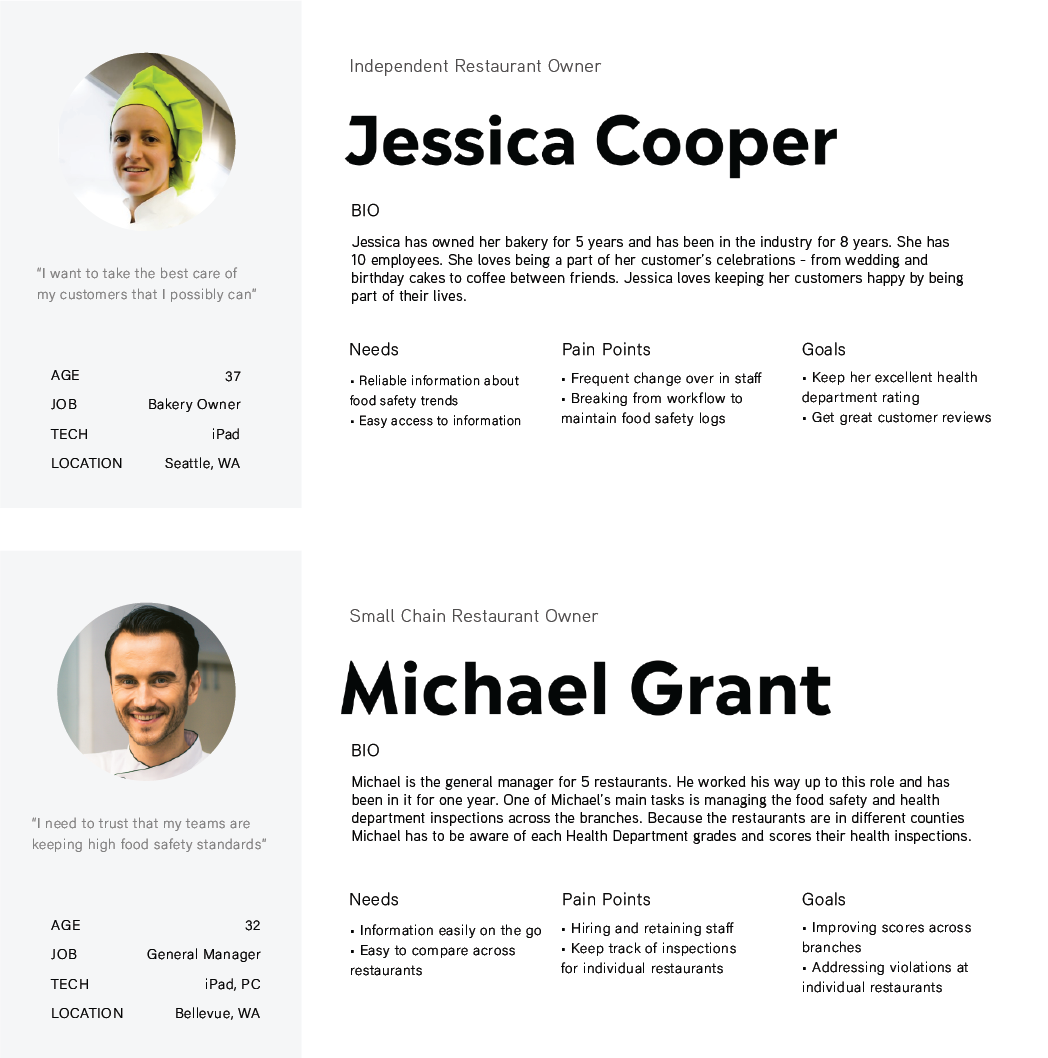 Independent Restaurant Owner
Jessica Cooper
BIO
Jessica has owned her bakery for 5 years and has been in the industry for 8 years. She has
10 employees. She loves being a part of her customer's celebrations - from wedding and
birthday cakes to coffee between friends. Jessica loves keeping her customers happy by being
part of their lives.
"I want to take the best care of
my customers that I possibly can"
AGE 37
JOB Bakery Owner
TECH iPad
LOCATION Seattle, WA
Needs
• Reliable information about
food safety trends
• Easy access to information
Pain Points
• Frequent change over in staff
• Breaking from workflow to
maintain food safety logs
Goals
• Keep her excellent health
department rating
• Get great customer reviews
Small Chain Restaurant Owner
Michael Grant
BIO
Michael is the general manager for 5 restaurants. He worked his way up to this role and has
been in it for one year. One of Michael's main tasks is managing the food safety and health
department inspections across the branches. Because the restaurants are in different counties
Michael has to be aware of each Health Department grades and scores their health inspections.
"I need to trust that my teams are
keeping high food safety standards"
AGE 32
JOB General Manager
TECH iPad, PC
LOCATION Bellevue, WA
Needs
• Information easily on the go
• Easy to compare across
restaurants
Pain Points
• Hiring and retaining staff
• Keep track of inspections
for individual restaurants
Goals
• Improving scores across
branches
• Addressing violations at
individual restaurants